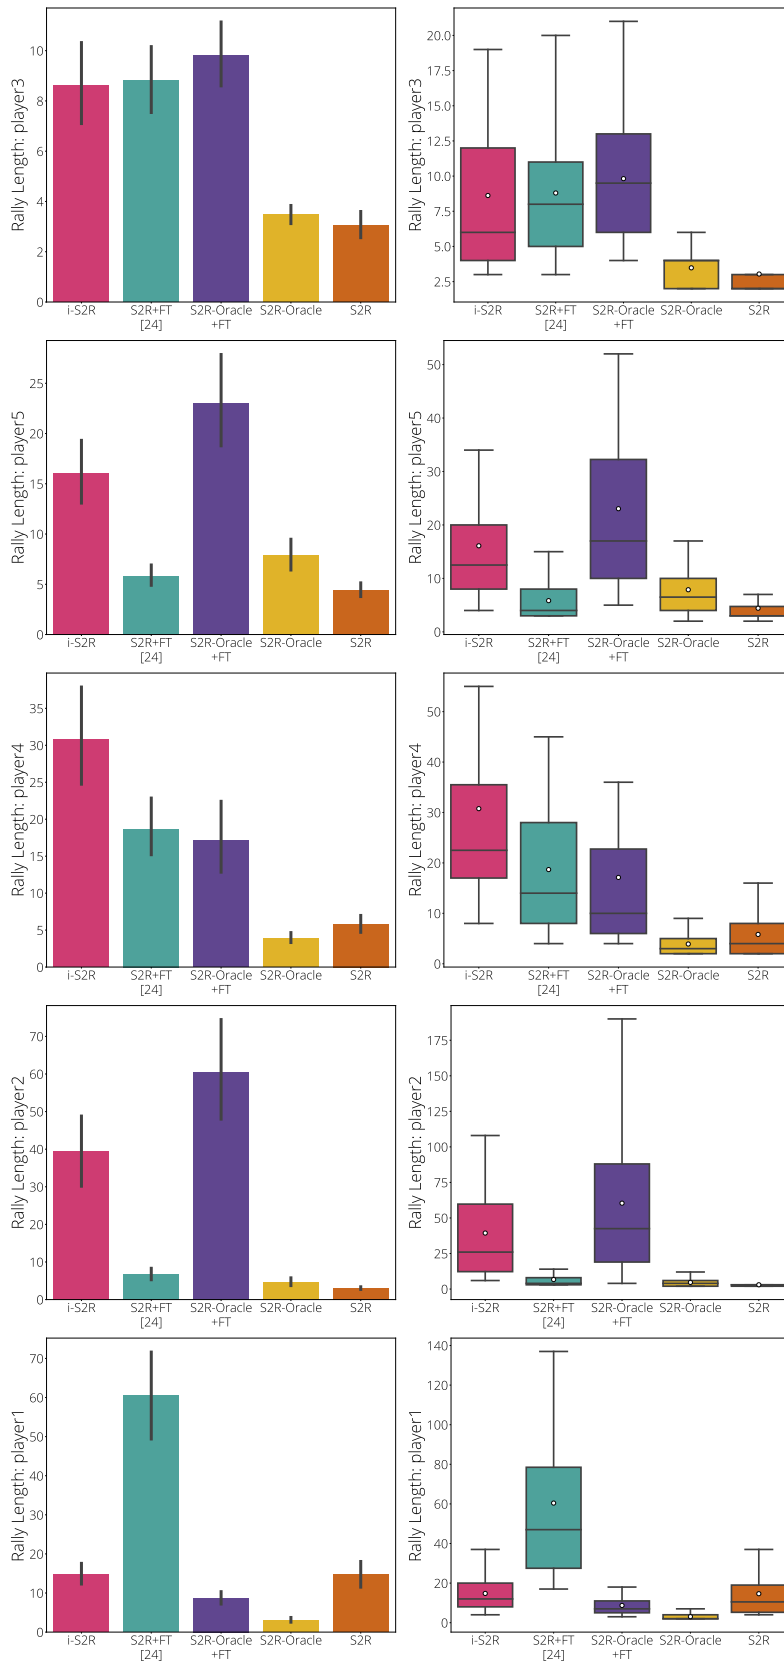 Rally Length: player3
10
8
6
4
2
0
i-S2R
S2R+FT
[24]
S2R-Oracle
+FT
S2R-Oracle
S2R
Rally Length: player3
20.0
17.5
15.0
12.5
10.0
7.5
5.0
2.5
i-S2R
S2R+FT
[24]
S2R-Oracle
+FT
S2R-Oracle
S2R
Rally Length: player5
25
20
15
10
5
0
i-S2R
S2R+FT
[24]
S2R-Oracle
+FT
S2R-Oracle
S2R
Rally Length: player5
50
40
30
20
10
0
i-S2R
S2R+FT
[24]
S2R-Oracle
+FT
S2R-Oracle
S2R
Rally Length: player4
35
30
25
20
15
10
5
0
i-S2R
S2R+FT
[24]
S2R-Oracle
+FT
S2R-Oracle
S2R
Rally Length: player4
50
40
30
20
10
0
i-S2R
S2R+FT
[24]
S2R-Oracle
+FT
S2R-Oracle
S2R
Rally Length: player2
70
60
50
40
30
20
10
0
i-S2R
S2R+FT
[24]
S2R-Oracle
+FT
S2R-Oracle
S2R
Rally Length: player2
175
150
125
100
75
50
25
0
i-S2R
S2R+FT
[24]
S2R-Oracle
+FT
S2R-Oracle
S2R
Rally Length: player1
70
60
50
40
30
20
10
0
i-S2R
S2R+FT
[24]
S2R-Oracle
+FT
S2R-Oracle
S2R
Rally Length: player1
140
120
100
80
60
40
20
0
i-S2R
S2R+FT
[24]
S2R-Oracle
+FT
S2R-Oracle
S2R